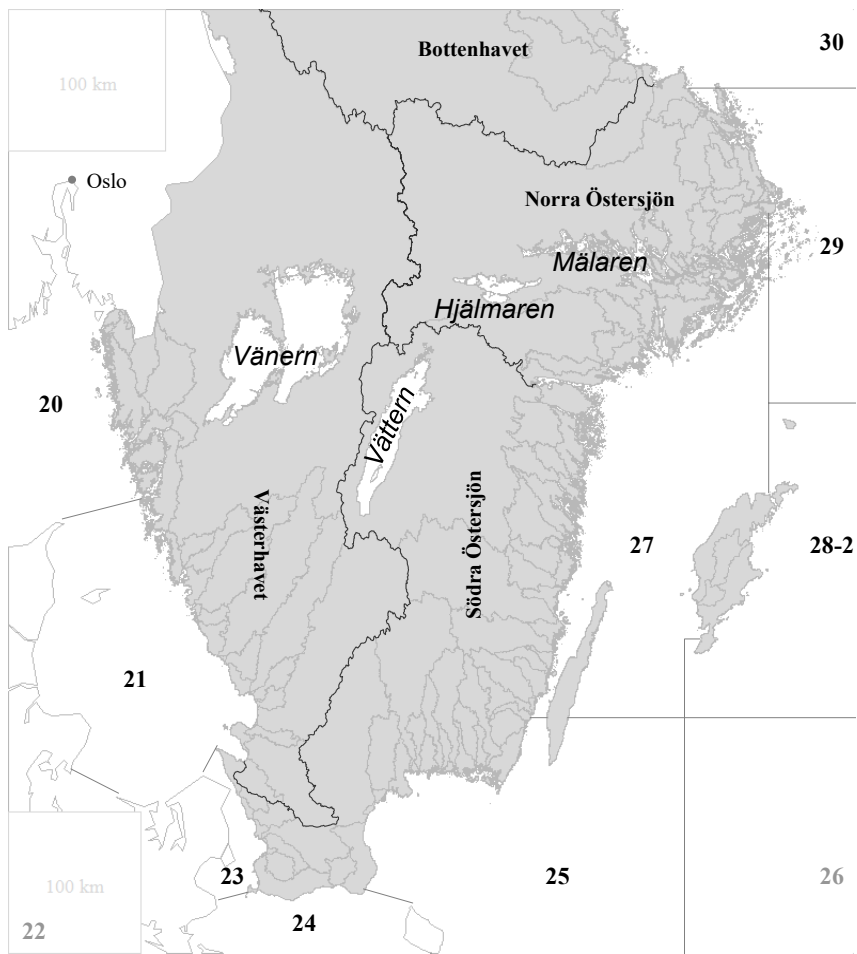 Bottenhavet
30
100 km
Oslo
Norra Östersjön
29
Mälaren
Hjälmaren
Vänern
20
Vättern
Västerhavet
Södra Östersjön
27
28-2
21
100 km
23
25
26
22
24